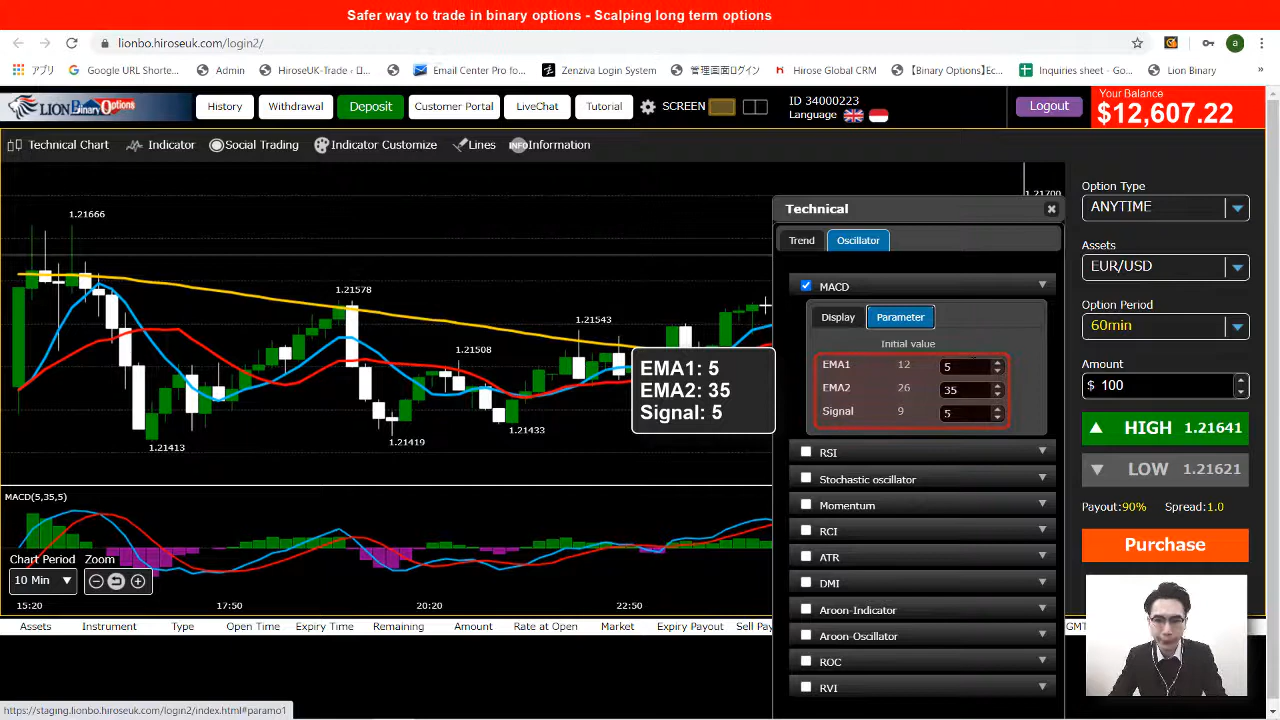 Safer way to trade in binary options - Scalping long term options
lionbo.hiroseuk.com/login2/
アプリ Google URL Shorte... Admin HiroseUK-Trade ‹ ロ... Email Center Pro fo... Zenziva Login System 管理画面ログイン Hirose Global CRM 【Binary Options】Ec... Inquiries sheet - Go... Lion Binary
LION Binary Options History Withdrawal Deposit Customer Portal LiveChat Tutorial SCREEN ID 34000223 Logout Your Balance
Language $12,607.22
Technical Chart Indicator Social Trading Indicator Customize Lines INFO Information
1.21700
Technical
Trend Oscillator
MACD
Display Parameter
Initial value
EMA1 12 5
EMA2 26 35
Signal 9 5
RSI
Stochastic oscillator
Momentum
RCI
ATR
DMI
Aroon-Indicator
Aroon-Oscillator
ROC
RVI
Option Type
ANYTIME
Assets
EUR/USD
Option Period
60min
Amount
$ 100
HIGH 1.21641
LOW 1.21621
Payout:90% Spread:1.0
Purchase
1.21666
1.21578
1.21543
1.21508
1.21413
1.21419
1.21433
EMA1: 5
EMA2: 35
Signal: 5
MACD(5,35,5)
Chart Period Zoom
10 Min
15:20 17:50 20:20 22:50
Assets Instrument Type Open Time Expiry Time Remaining Amount Rate at Open Market Expiry Payout Sell Pay GMT
https://staging.lionbo.hiroseuk.com/login2/index.html#paramo1